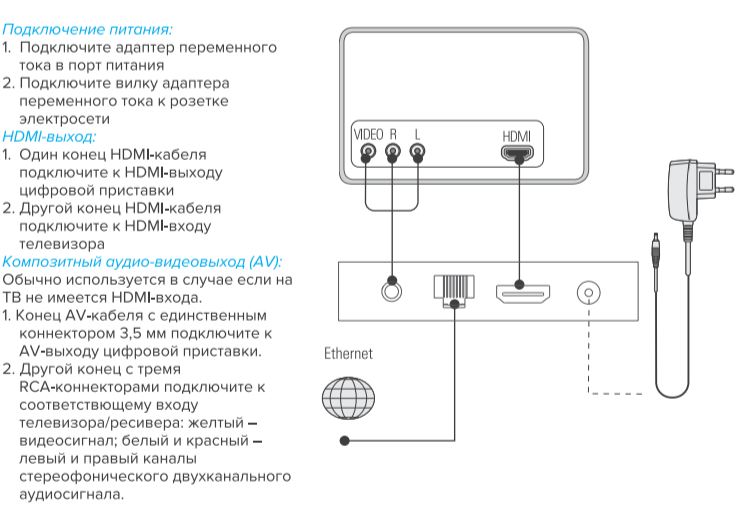 Подключение питания:
1. Подключите адаптер переменного
тока в порт питания
2. Подключите вилку адаптера
переменного тока к розетке
электросети
HDMI-выход:
1. Один конец HDMI-кабеля
подключите к HDMI-выходу
цифровой приставки
2. Другой конец HDMI-кабеля
подключите к HDMI-входу
телевизора
Композитный аудио-видеовыход (AV):
Обычно используется в случае если на
ТВ не имеется HDMI-входа.
1. Конец AV-кабеля с единственным
коннектором 3,5 мм подключите к
AV-выходу цифровой приставки.
2. Другой конец с тремя
RCA-коннекторами подключите к
соответствющему входу
телевизора/ресивера: желтый –
видеосигнал; белый и красный –
левый и правый каналы
стереофонического двухканального
аудиосигнала.
VIDEO R L HDMI
Ethernet